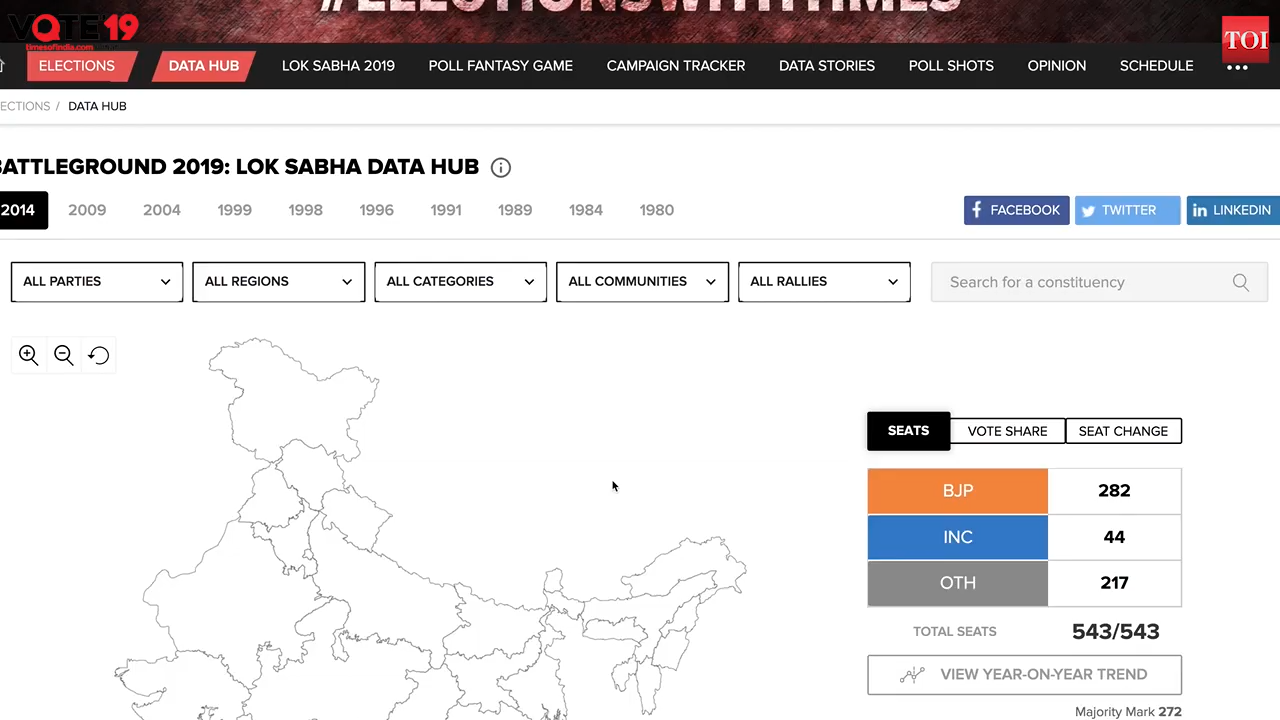 #ELECTIONSWITHTIMES
VOTE 19
timesofindia.com
TOI
ELECTIONS DATA HUB LOK SABHA 2019 POLL FANTASY GAME CAMPAIGN TRACKER DATA STORIES POLL SHOTS OPINION SCHEDULE •••
ECTIONS / DATA HUB
BATTLEGROUND 2019: LOK SABHA DATA HUB
2014 2009 2004 1999 1998 1996 1991 1989 1984 1980
FACEBOOK TWITTER LINKEDIN
ALL PARTIES ALL REGIONS ALL CATEGORIES ALL COMMUNITIES ALL RALLIES Search for a constituency
SEATS VOTE SHARE SEAT CHANGE
BJP 282
INC 44
OTH 217
TOTAL SEATS 543/543
VIEW YEAR-ON-YEAR TREND
Majority Mark 272